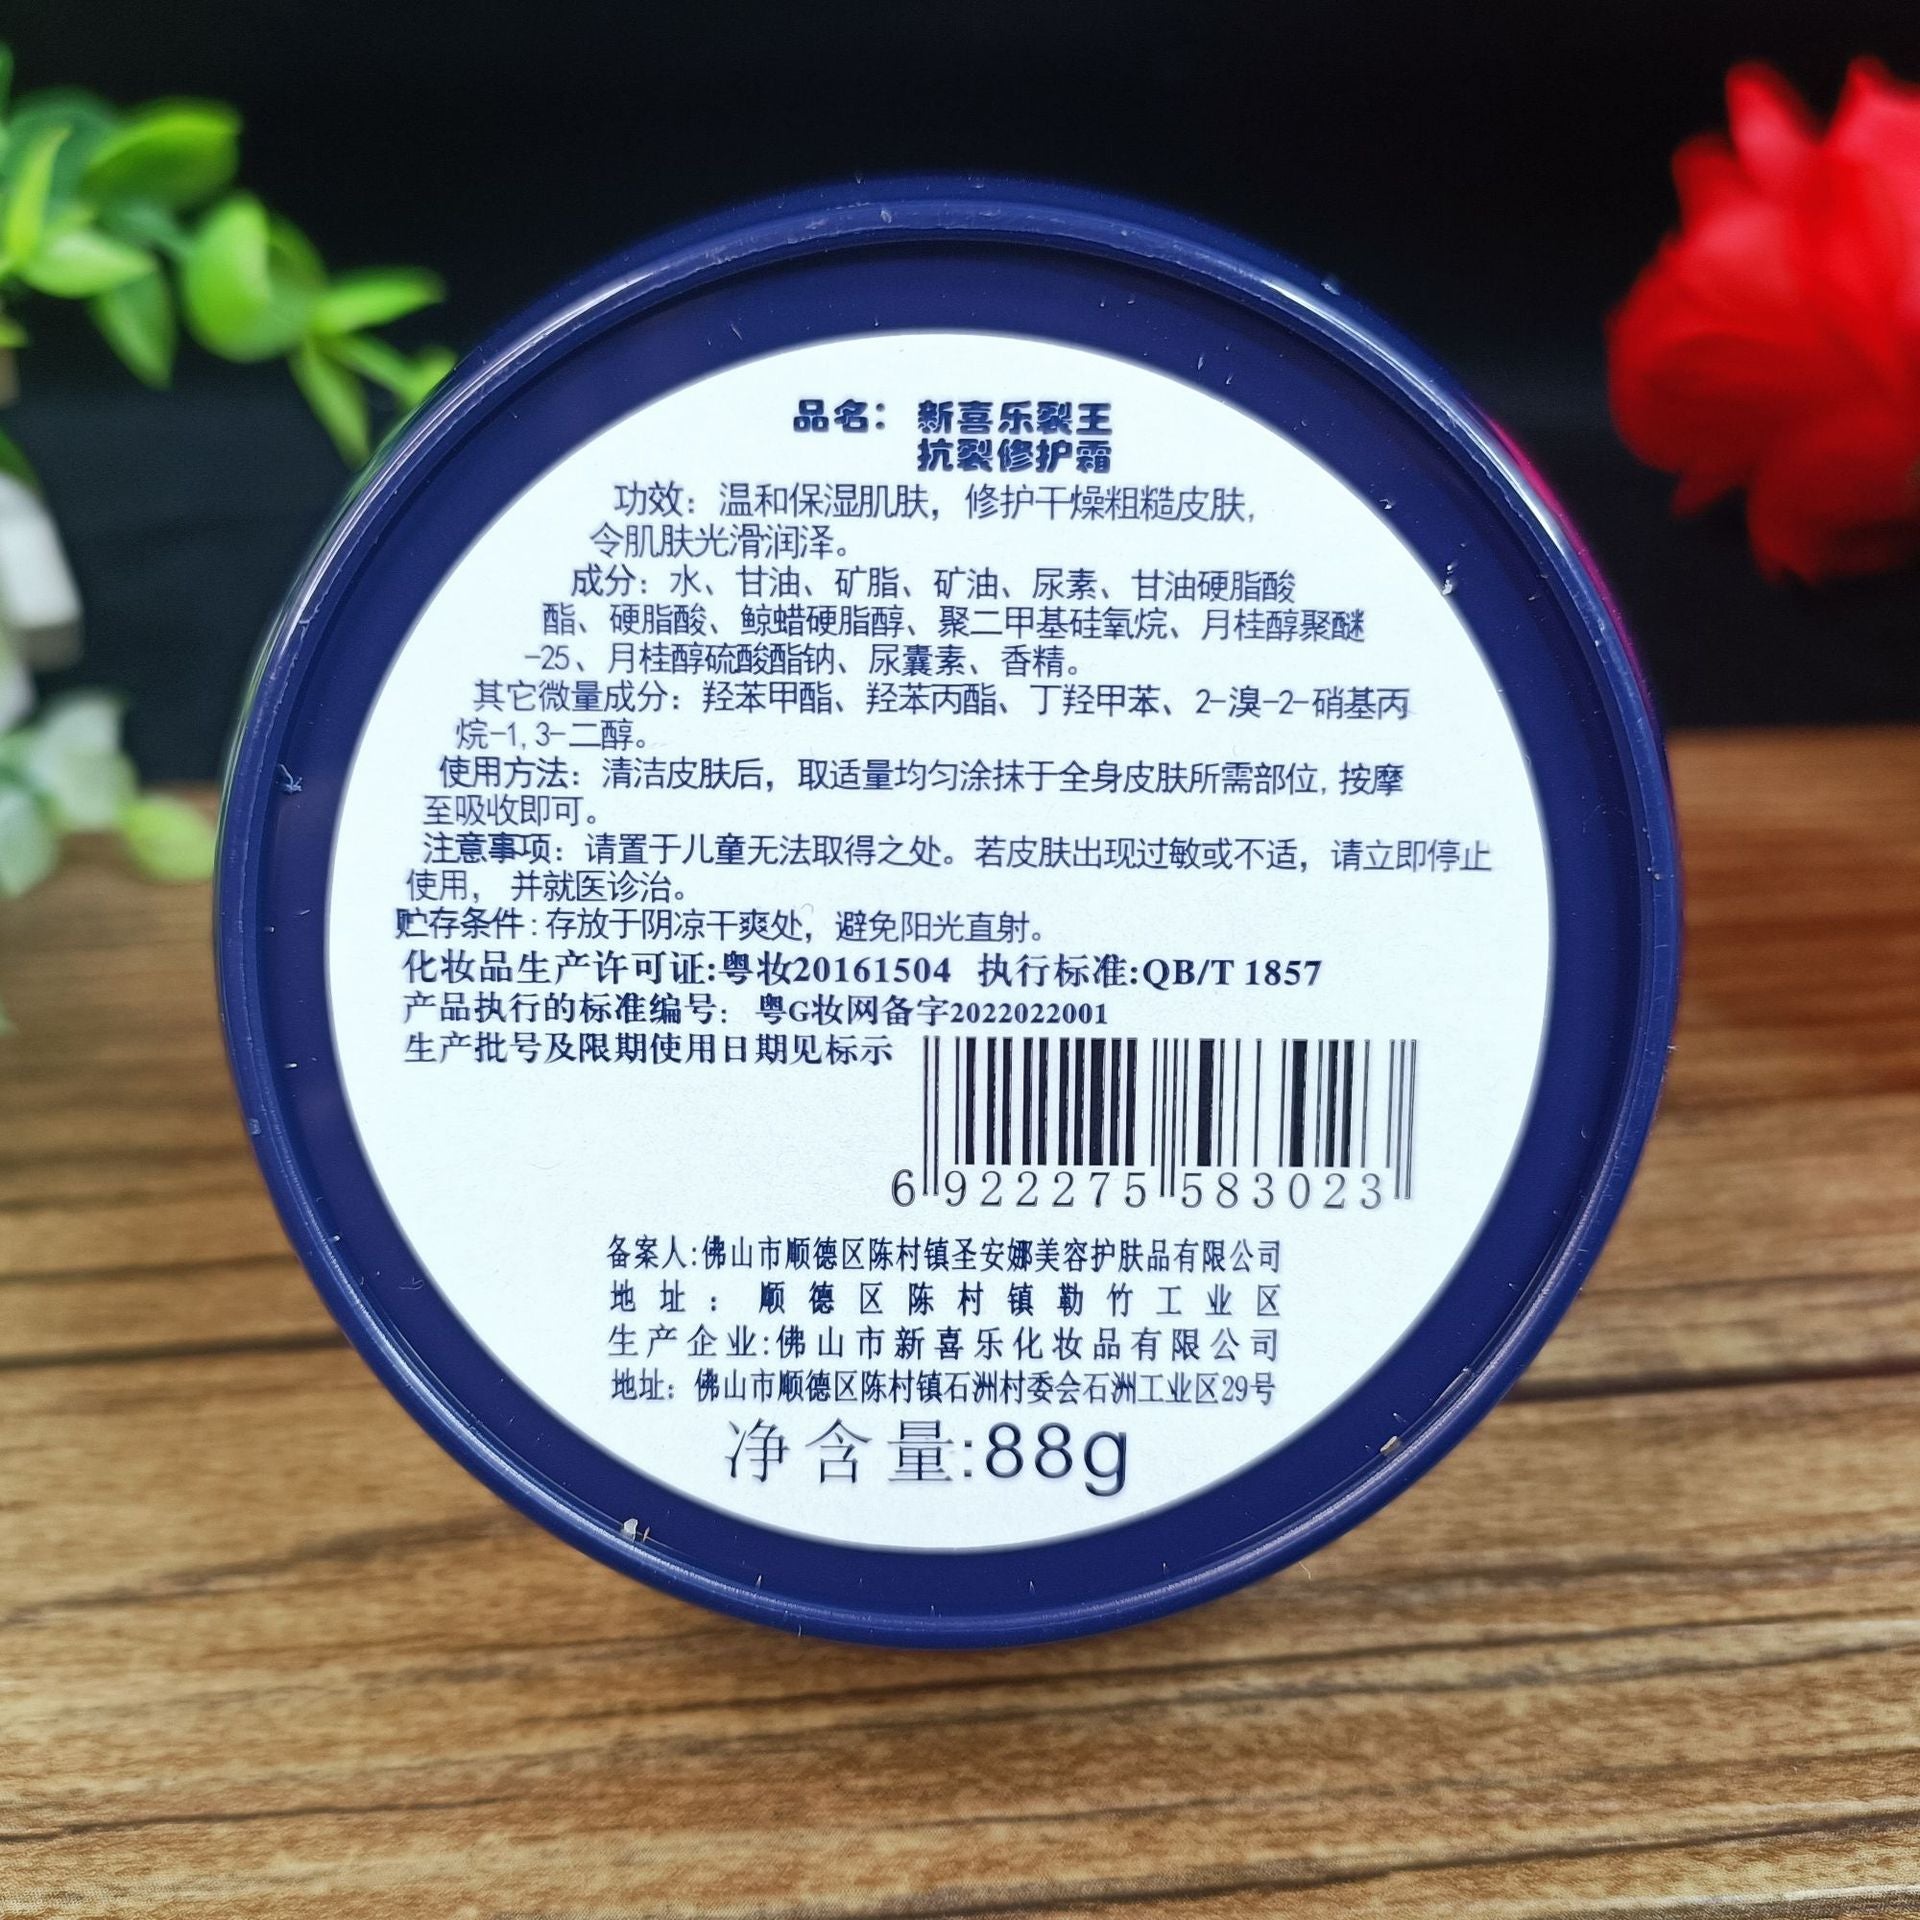 品名：新喜乐裂王
抗裂修护霜
功效：温和保湿肌肤，修护干燥粗糙皮肤，
令肌肤光滑润泽。
成分：水、甘油、矿脂、矿油、尿素、甘油硬脂酸
酯、硬脂酸、鲸蜡硬脂醇、聚二甲基硅氧烷、月桂醇聚醚
-25、月桂醇硫酸酯钠、尿囊素、香精。
其它微量成分：羟苯甲酯、羟苯丙酯、丁羟甲苯、2-溴-2-硝基丙
烷-1,3-二醇。
使用方法：清洁皮肤后，取适量均匀涂抹于全身皮肤所需部位,按摩
至吸收即可。
注意事项：请置于儿童无法取得之处。若皮肤出现过敏或不适，请立即停止
使用，并就医诊治。
贮存条件:存放于阴凉干爽处，避免阳光直射。
化妆品生产许可证:粤妆20161504 执行标准:QB/T 1857
产品执行的标准编号：粤G妆网备字2022022001
生产批号及限期使用日期见标示
6 922275 583023
备案人:佛山市顺德区陈村镇圣安娜美容护肤品有限公司
地址：顺德区陈村镇勒竹工业区
生产企业:佛山市新喜乐化妆品有限公司
地址：佛山市顺德区陈村镇石洲村委会石洲工业区29号
净含量:88g